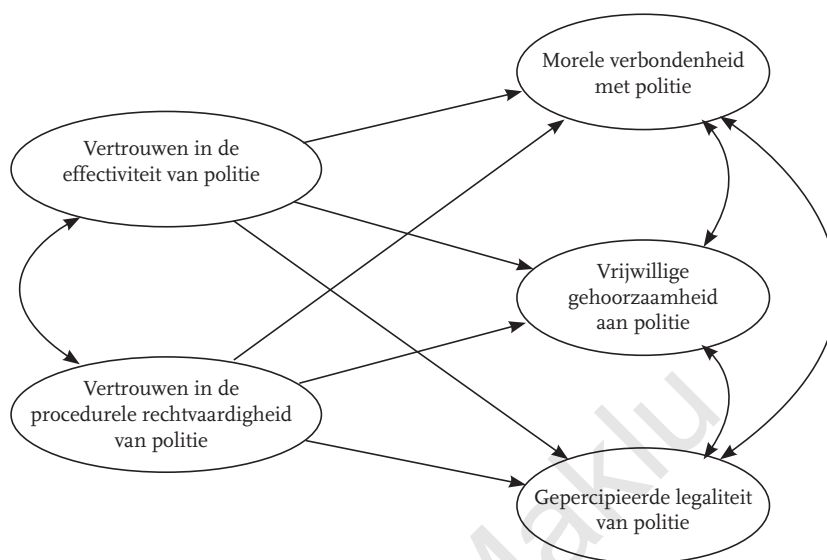 Morele verbondenheid
met politie
Vertrouwen in de
effectiviteit van politie
Vrijwillige
gehoorzaamheid
aan politie
Vertrouwen in de
procedurele rechtvaardigheid
van politie
Gepercipieerde legaliteit
van politie
Maklu